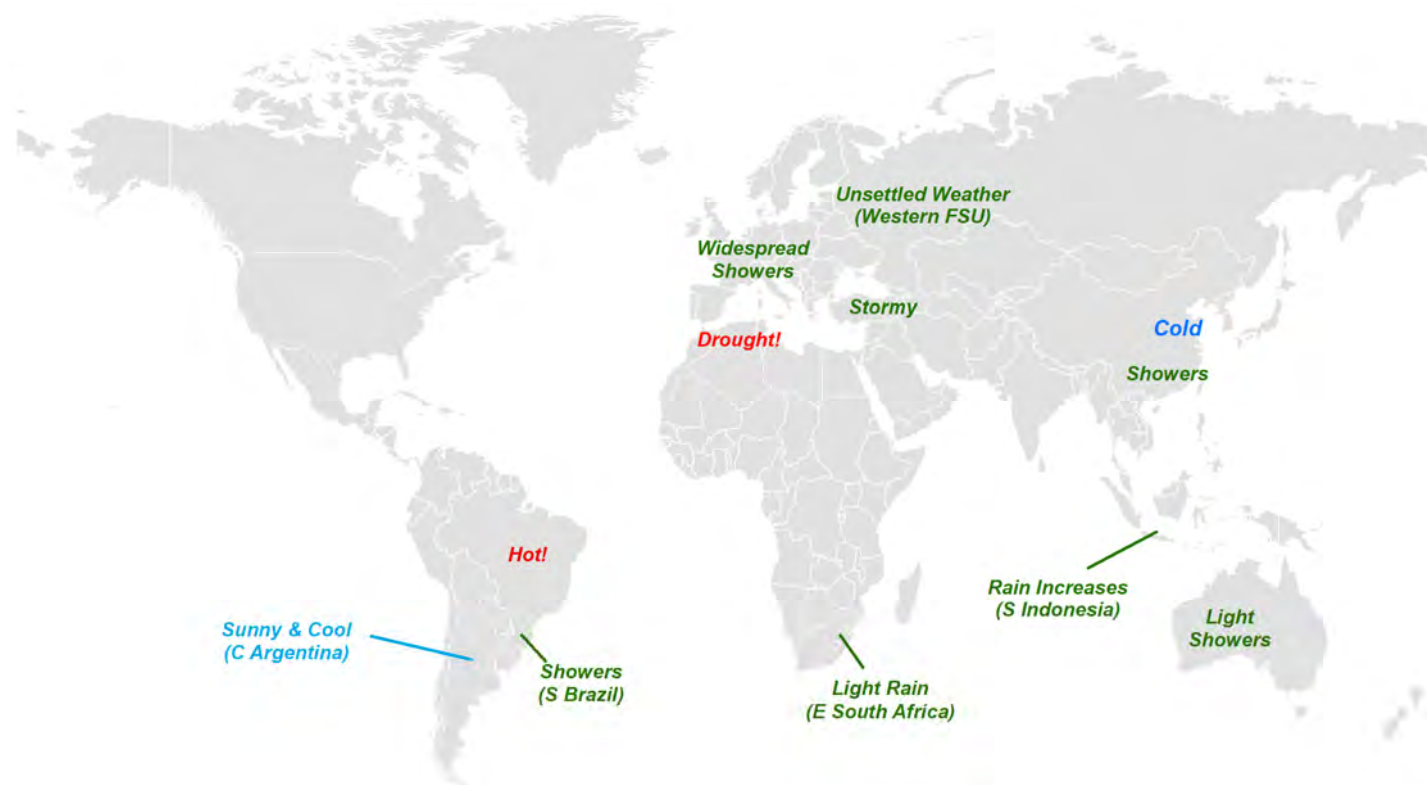 Unsettled Weather
(Western FSU)
Widespread
Showers
Stormy
Drought!
Cold
Showers
Hot!
Rain Increases
(S Indonesia)
Light
Showers
Sunny & Cool
(C Argentina)
Showers
(S Brazil)
Light Rain
(E South Africa)